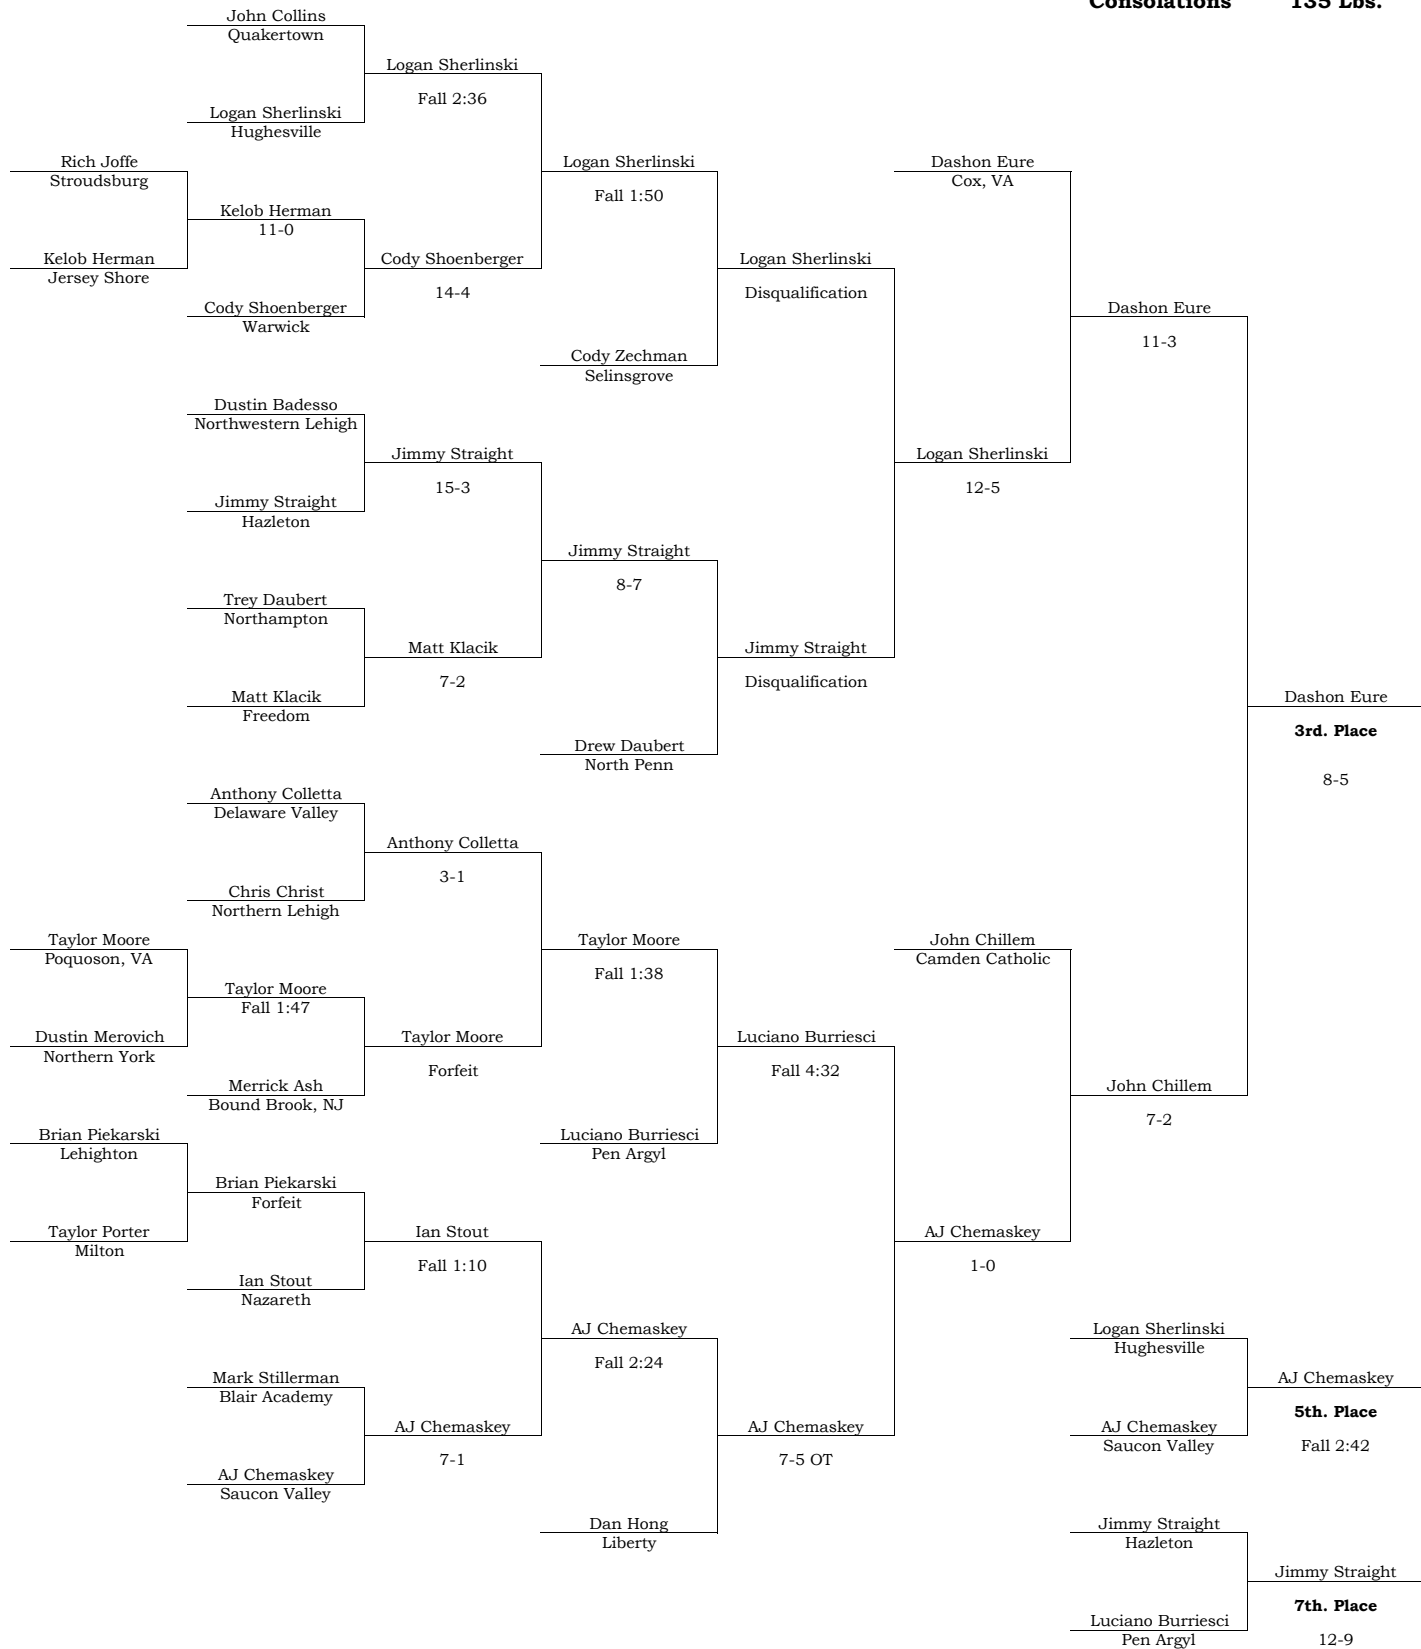 Consolations 135 Lbs.
John Collins
Quakertown
Logan Sherlinski
Fall 2:36
Logan Sherlinski
Hughesville
Rich Joffe
Stroudsburg
Logan Sherlinski
Fall 1:50
Dashon Eure
Cox, VA
Kelob Herman
11-0
Kelob Herman
Jersey Shore
Cody Shoenberger
14-4
Logan Sherlinski
Disqualification
Cody Shoenberger
Warwick
Dashon Eure
11-3
Cody Zechman
Selinsgrove
Dustin Badesso
Northwestern Lehigh
Jimmy Straight
15-3
Logan Sherlinski
12-5
Jimmy Straight
Hazleton
Jimmy Straight
8-7
Trey Daubert
Northampton
Matt Klacik
7-2
Jimmy Straight
Disqualification
Matt Klacik
Freedom
Dashon Eure
3rd. Place
8-5
Drew Daubert
North Penn
Anthony Colletta
Delaware Valley
Anthony Colletta
3-1
Chris Christ
Northern Lehigh
Taylor Moore
Poquoson, VA
Taylor Moore
Fall 1:38
John Chillem
Camden Catholic
Taylor Moore
Fall 1:47
Dustin Merovich
Northern York
Taylor Moore
Forfeit
Luciano Burriesci
Fall 4:32
Merrick Ash
Bound Brook, NJ
John Chillem
7-2
Brian Piekarski
Lehighton
Luciano Burriesci
Pen Argyl
Brian Piekarski
Forfeit
Taylor Porter
Milton
Ian Stout
Fall 1:10
AJ Chemaskey
1-0
Ian Stout
Nazareth
AJ Chemaskey
Fall 2:24
Logan Sherlinski
Hughesville
Mark Stillerman
Blair Academy
AJ Chemaskey
5th. Place
Fall 2:42
AJ Chemaskey
7-1
AJ Chemaskey
7-5 OT
AJ Chemaskey
Saucon Valley
AJ Chemaskey
Saucon Valley
Dan Hong
Liberty
Jimmy Straight
Hazleton
Jimmy Straight
7th. Place
12-9
Luciano Burriesci
Pen Argyl